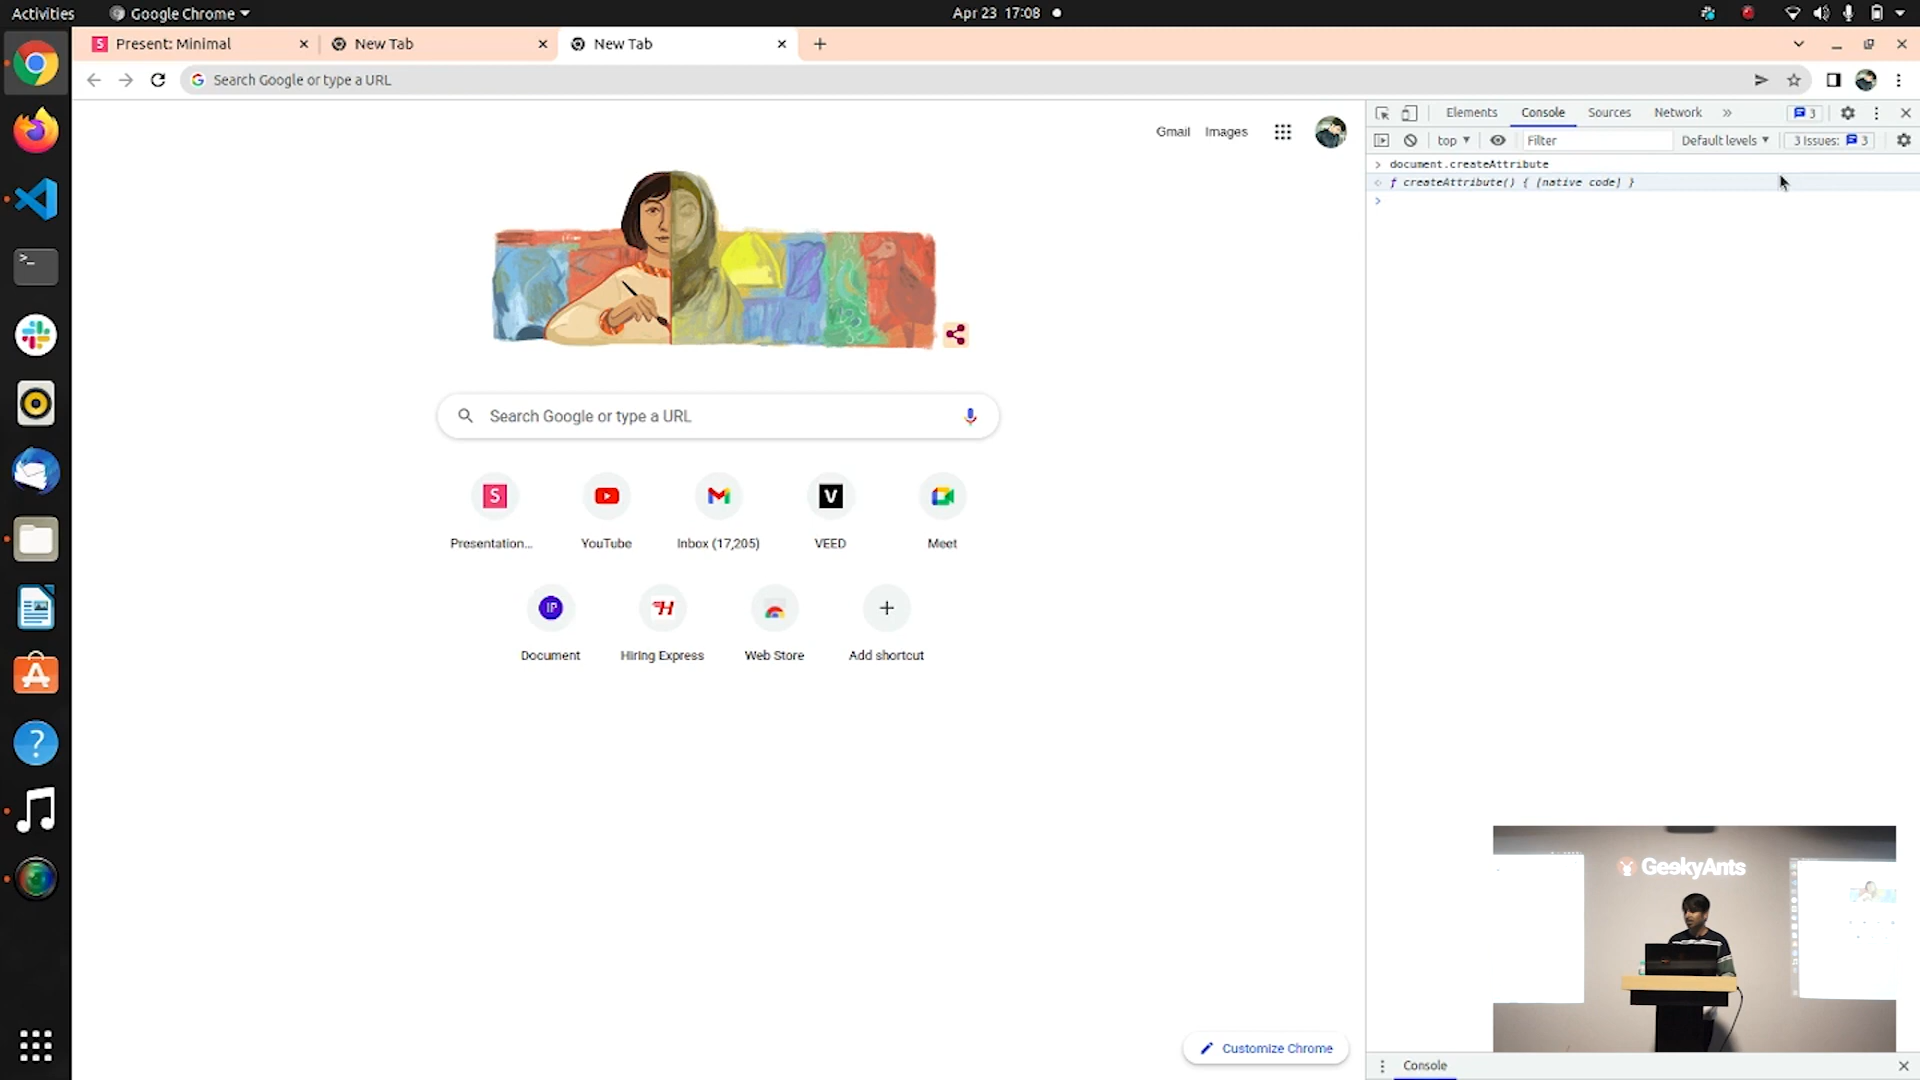 Activities
Google Chrome
Apr 23 17:08
S Present: Minimal
New Tab
New Tab
Search Google or type a URL
Elements
Console
Sources
Network
»
3
top
Filter
Default levels
3 Issues:
3
> document.createAttribute
< ƒ createAttribute() { [native code] }
>
Gmail
Images
Search Google or type a URL
S
V
Presentation...
YouTube
Inbox (17,205)
VEED
Meet
IP
H
Document
Hiring Express
Web Store
Add shortcut
GeekyAnts
Customize Chrome
Console